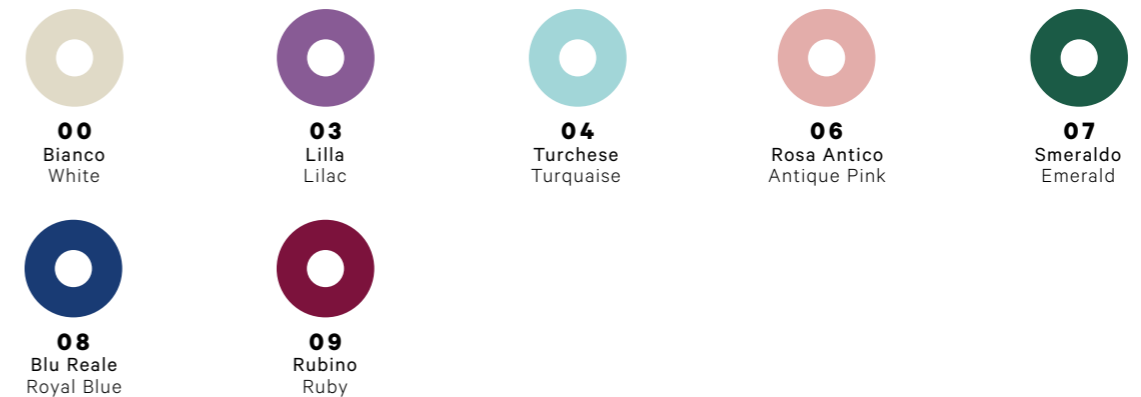 00
Bianco
White
03
Lilla
Lilac
04
Turchese
Turquaise
06
Rosa Antico
Antique Pink
07
Smeraldo
Emerald
08
Blu Reale
Royal Blue
09
Rubino
Ruby